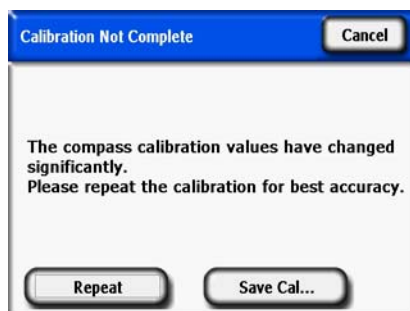 Calibration Not Complete
Cancel
The compass calibration values have changed
significantly.
Please repeat the calibration for best accuracy.
Repeat
Save Cal...